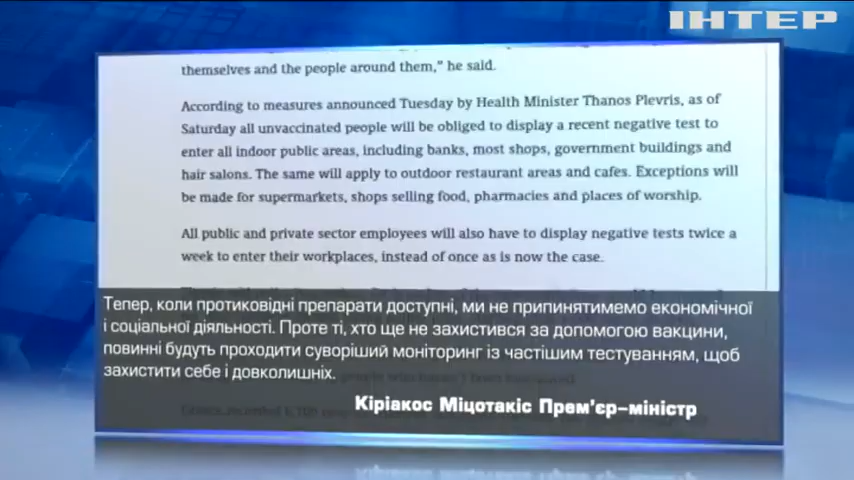 ІНТЕР
themselves and the people around them," he said.
According to measures announced Tuesday by Health Minister Thanos Plevris, as of
Saturday all unvaccinated people will be obliged to display a recent negative test to
enter all indoor public areas, including banks, most shops, government buildings and
hair salons. The same will apply to outdoor restaurant areas and cafes. Exceptions will
be made for supermarkets, shops selling food, pharmacies and places of worship.
All public and private sector employees will also have to display negative tests twice a
week to enter their workplaces, instead of once as is now the case.
Тепер, коли протиковідні препарати доступні, ми не припинятимемо економічної
і соціальної діяльності. Проте ті, хто ще не захистився за допомогою вакцини,
повинні будуть проходити суворіший моніторинг із частішим тестуванням, щоб
захистити себе і довколишніх.
Кіріакос Міцотакіс Прем'єр-міністр